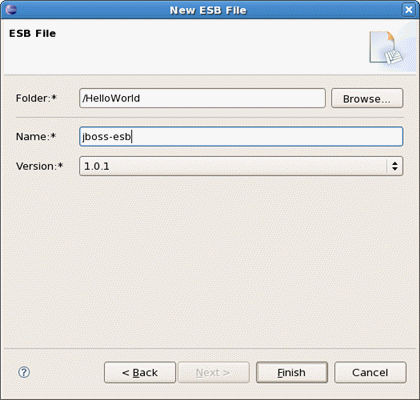 New ESB File
ESB File
Folder:* /HelloWorld Browse...
Name:* jboss-esb
Version:* 1.0.1
? < Back Next > Finish Cancel